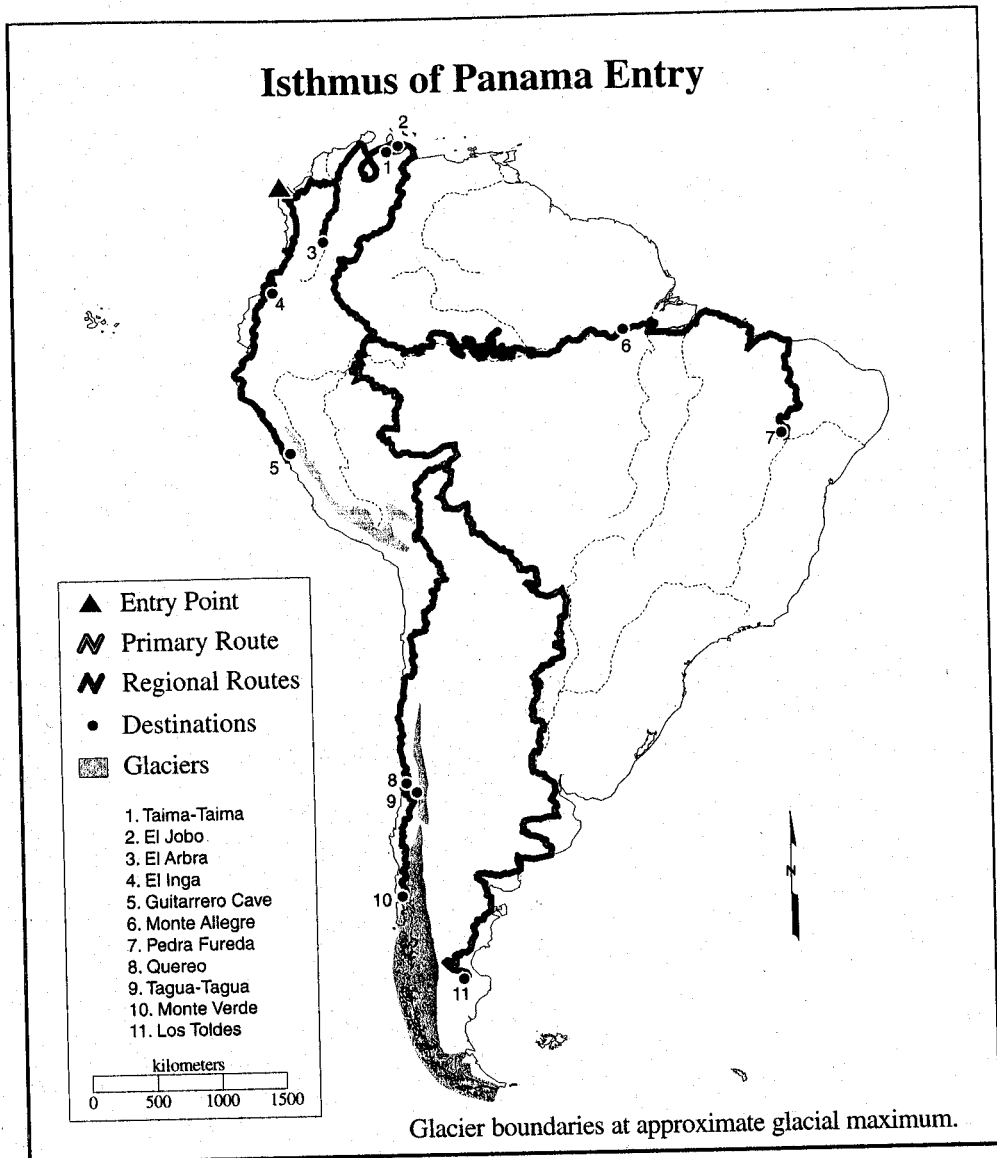 Isthmus of Panama Entry
2
1
3
4
6
7
5
Entry Point
Primary Route
Regional Routes
Destinations
Glaciers
8
9
10
11
N
1. Taima-Taima
2. El Jobo
3. El Arbra
4. El Inga
5. Guitarrero Cave
6. Monte Allegre
7. Pedra Fureda
8. Quereo
9. Tagua-Tagua
10. Monte Verde
11. Los Toldes
kilometers
0 500 1000 1500
Glacier boundaries at approximate glacial maximum.